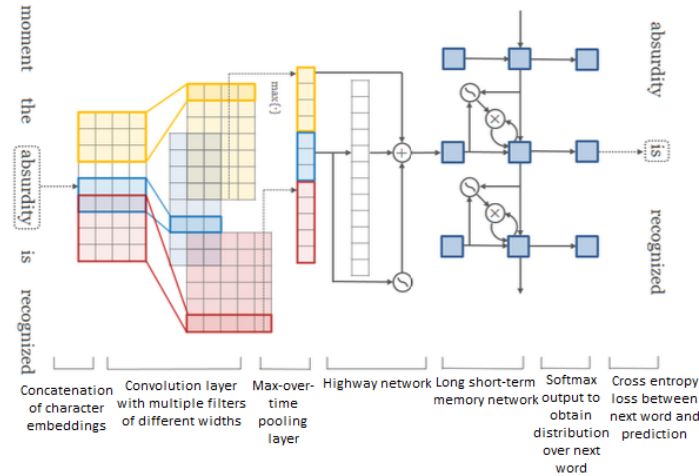 moment the absurdity is recognized
max{·}
absurdity is recognized
Concatenation
of character
embeddings
Convolution layer
with multiple filters
of different widths
Max-over-
time pooling
layer
Highway network
Long short-term
memory network
Softmax
output to
obtain
distribution
over next
word
Cross entropy
loss between
next word and
prediction